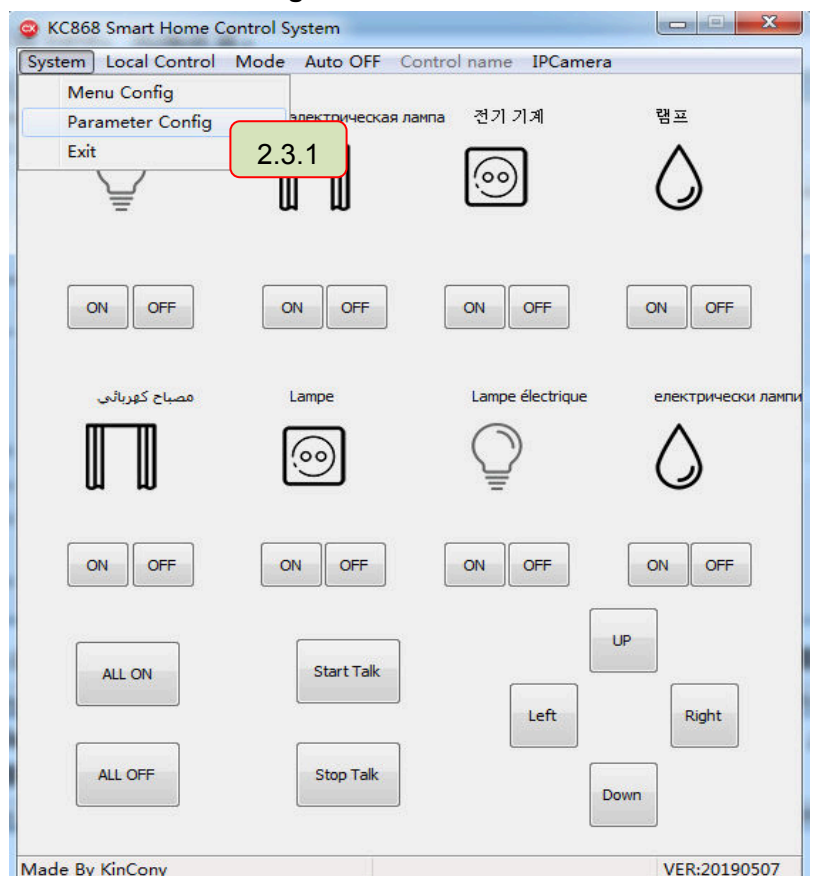 KC868 Smart Home Control System
System Local Control Mode Auto OFF Control name IPCamera
Menu Config
Parameter Config
Exit
2.3.1
электрическая лампа
전기 기계
램프
ON OFF ON OFF ON OFF ON OFF
مصباح كهربائي
Lampe
Lampe électrique
електрически лампи
ON OFF ON OFF ON OFF ON OFF
UP
ALL ON
Start Talk
Left
Right
ALL OFF
Stop Talk
Down
Made By KinCony
VER:20190507